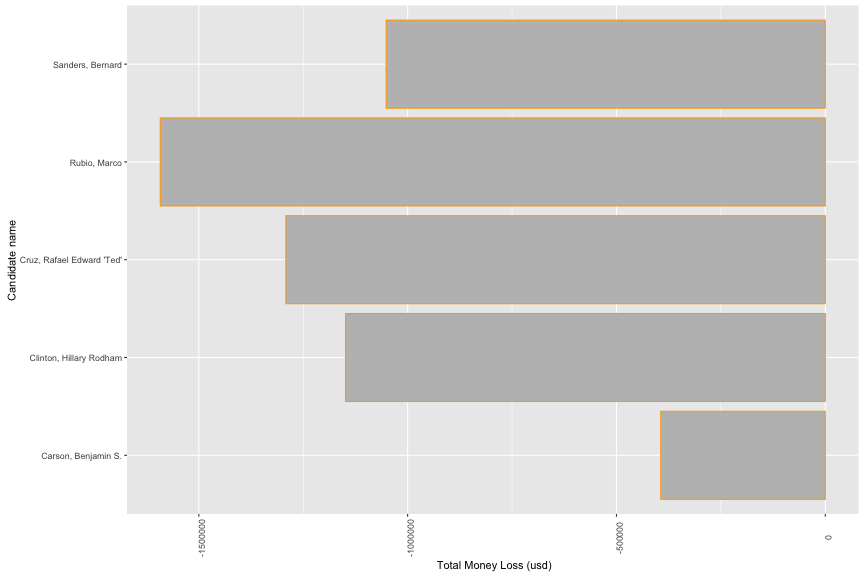 Sanders, Bernard
Rubio, Marco
Cruz, Rafael Edward 'Ted'
Clinton, Hillary Rodham
Carson, Benjamin S.
Candidate name
-1500000
-1000000
-500000
0
Total Money Loss (usd)